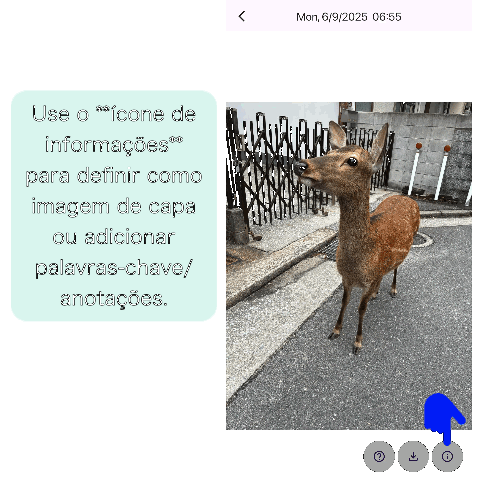 Mon, 6/9/2025 06:55
Use o **ícone de
informações**
para definir como
imagem de capa
ou adicionar
palavras-chave/
anotações.